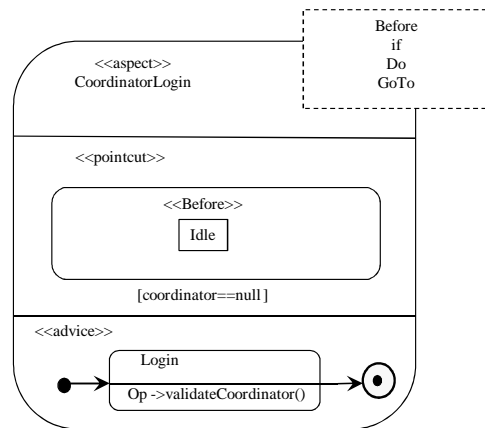 Before
if
Do
GoTo
<<aspect>>
CoordinatorLogin
<<pointcut>>
<<Before>>
Idle
[coordinator==null]
<<advice>>
Login
Op ->validateCoordinator()